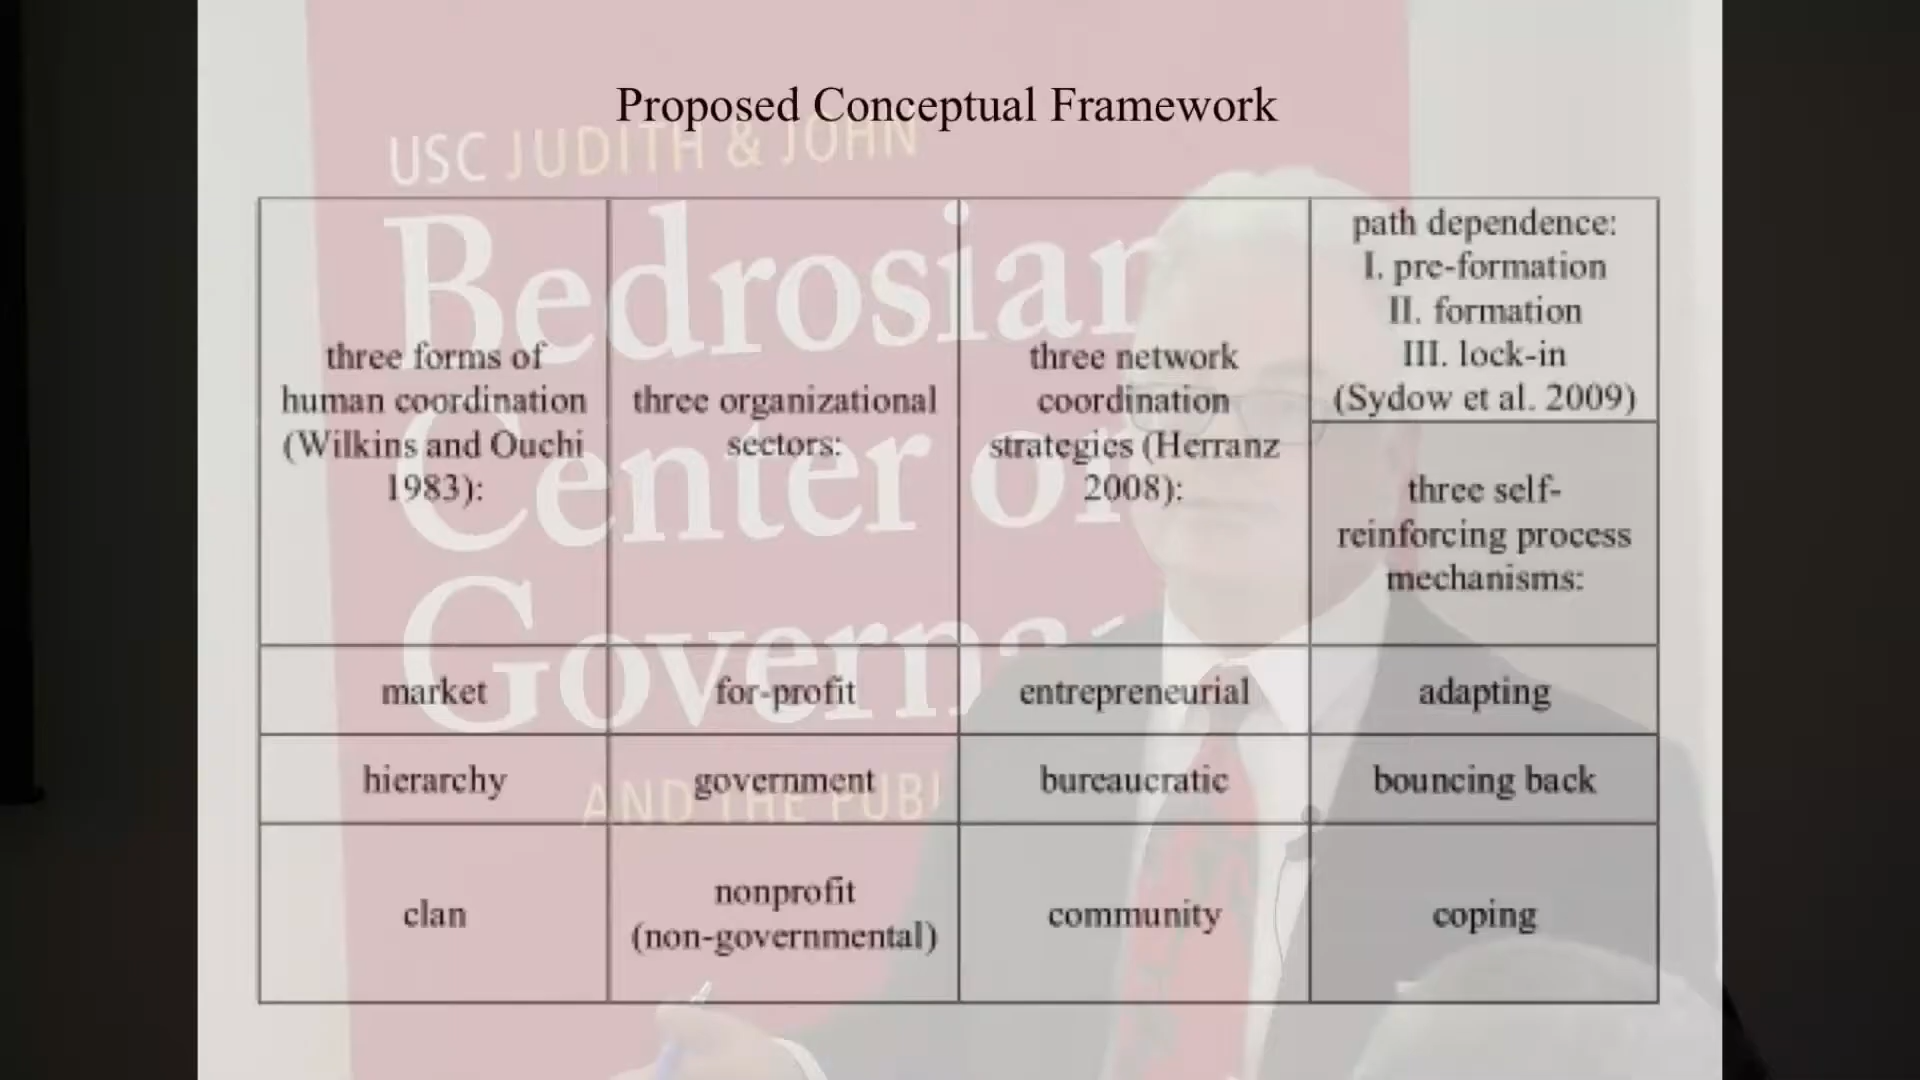 Proposed Conceptual Framework
USC JUDITH & JOHN
Bedrosian
Center on
Governa
AND THE PUBL
three forms of
human coordination
(Wilkins and Ouchi
1983):
three organizational
sectors:
three network
coordination
strategies (Herranz
2008):
path dependence:
I. pre-formation
II. formation
III. lock-in
(Sydow et al. 2009)
three self-
reinforcing process
mechanisms:
market
for-profit
entrepreneurial
adapting
hierarchy
government
bureaucratic
bouncing back
clan
nonprofit
(non-governmental)
community
coping